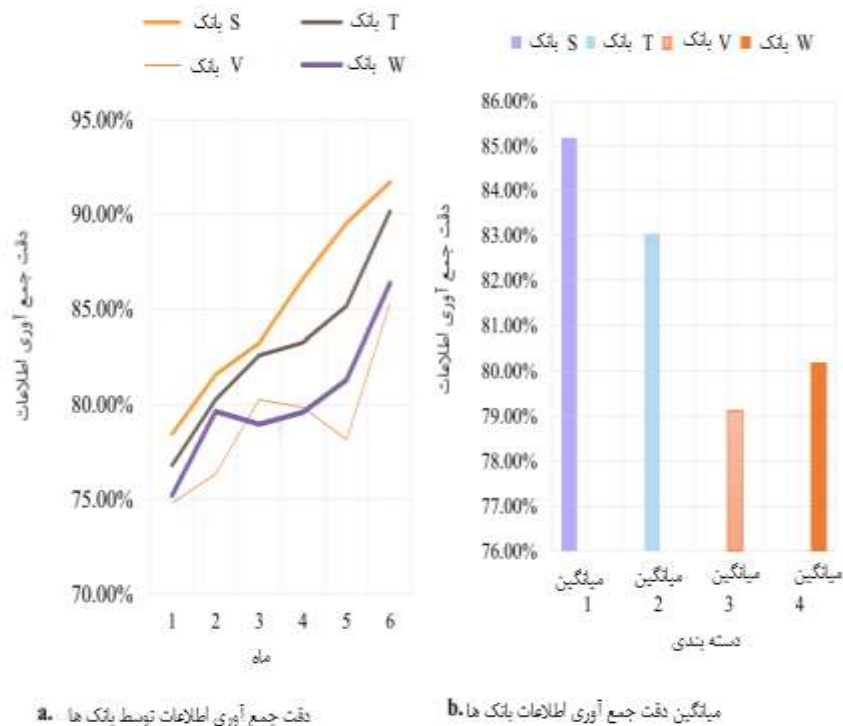 بانک S بانک T
بانک V بانک W
95.00%
90.00%
85.00%
80.00%
75.00%
70.00%
دقت جمع آوری اطلاعات
1 2 3 4 5 6
ماه
a. دقت جمع آوری اطلاعات توسط بانک ها
بانک S بانک T بانک V بانک W
86.00%
85.00%
84.00%
83.00%
82.00%
81.00%
80.00%
79.00%
78.00%
77.00%
76.00%
دقت جمع آوری اطلاعات
میانگین میانگین میانگین میانگین
1 2 3 4
دسته بندی
b. میانگین دقت جمع آوری اطلاعات بانک ها